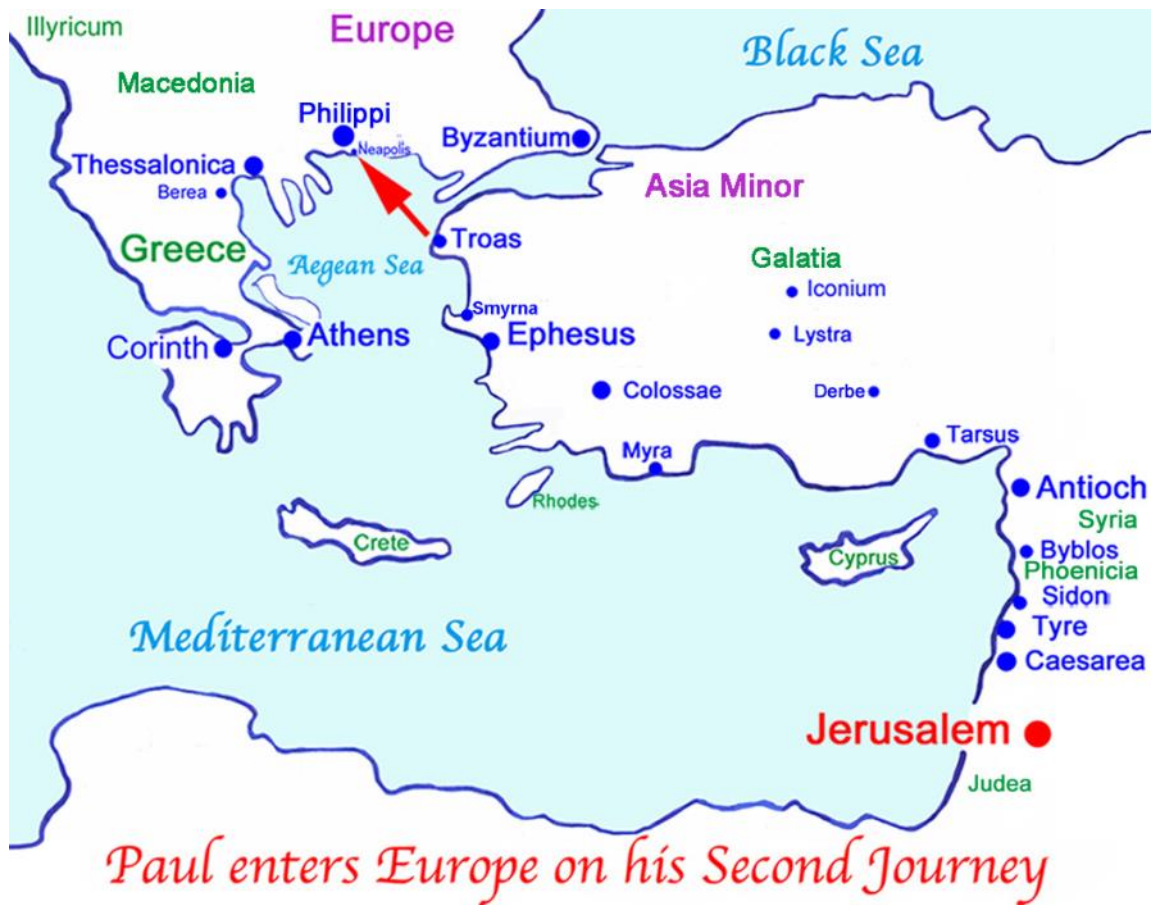 Illyricum
Europe
Black Sea
Macedonia
Philippi
Neapolis
Byzantium
Thessalonica
Berea
Asia Minor
Troas
Greece
Aegean Sea
Galatia
Iconium
Smyrna
Corinth
Athens
Ephesus
Lystra
Colossae
Derbe
Tarsus
Myra
Antioch
Rhodes
Syria
Crete
Cyprus
Byblos
Phoenicia
Sidon
Mediterranean Sea
Tyre
Caesarea
Jerusalem
Judea
Paul enters Europe on his Second Journey